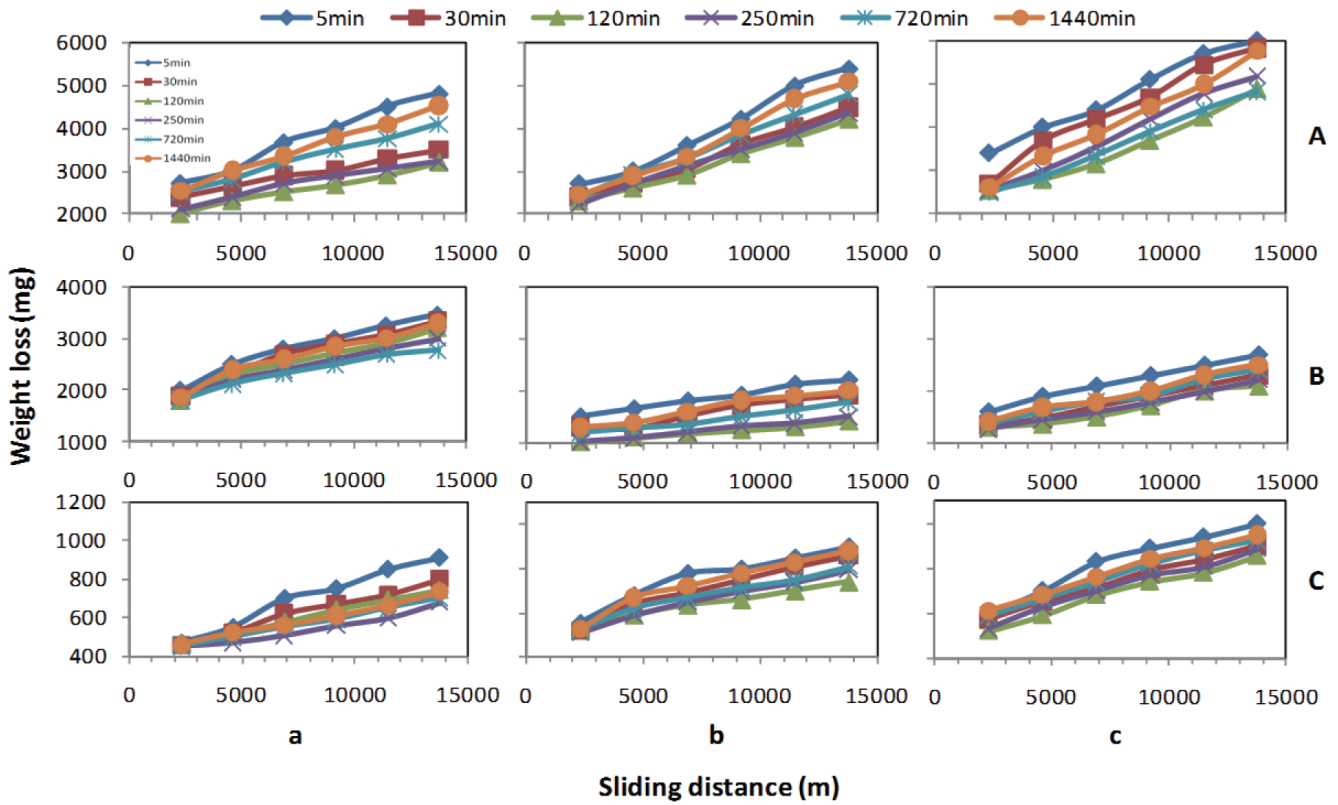 5min 30min 120min 250min 720min 1440min
6000
5000
4000
3000
2000
5min
30min
120min
250min
720min
1440min
A
0 5000 10000 15000 0 5000 10000 15000 0 5000 10000 15000
Weight loss (mg)
4000
3000
2000
1000
B
0 5000 10000 15000 0 5000 10000 15000 0 5000 10000 15000
1200
1000
800
600
400
C
0 5000 10000 15000 0 5000 10000 15000 0 5000 10000 15000
a b c
Sliding distance (m)